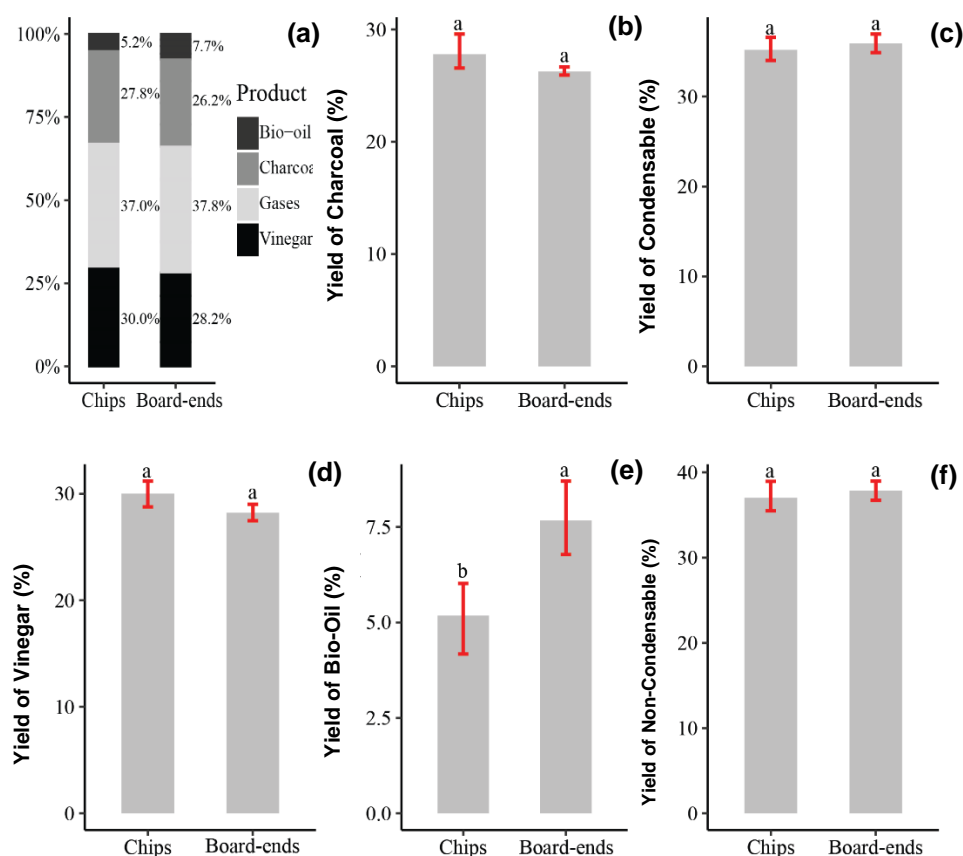 (a)
100%
75%
50%
25%
0%
5.2%
27.8%
37.0%
30.0%
7.7%
26.2%
37.8%
28.2%
Chips Board-ends
Product
Bio-oil
Charcoa
Gases
Vinegar
(b)
Yield of Charcoal (%)
30
20
10
0
a
a
Chips Board-ends
(c)
Yield of Condensable (%)
30
20
10
0
a
a
Chips Board-ends
(d)
Yield of Vinegar (%)
30
20
10
0
a
a
Chips Board-ends
(e)
Yield of Bio-Oil (%)
7.5
5.0
2.5
0.0
b
a
Chips Board-ends
(f)
Yield of Non-Condensable (%)
40
30
20
10
0
a
a
Chips Board-ends